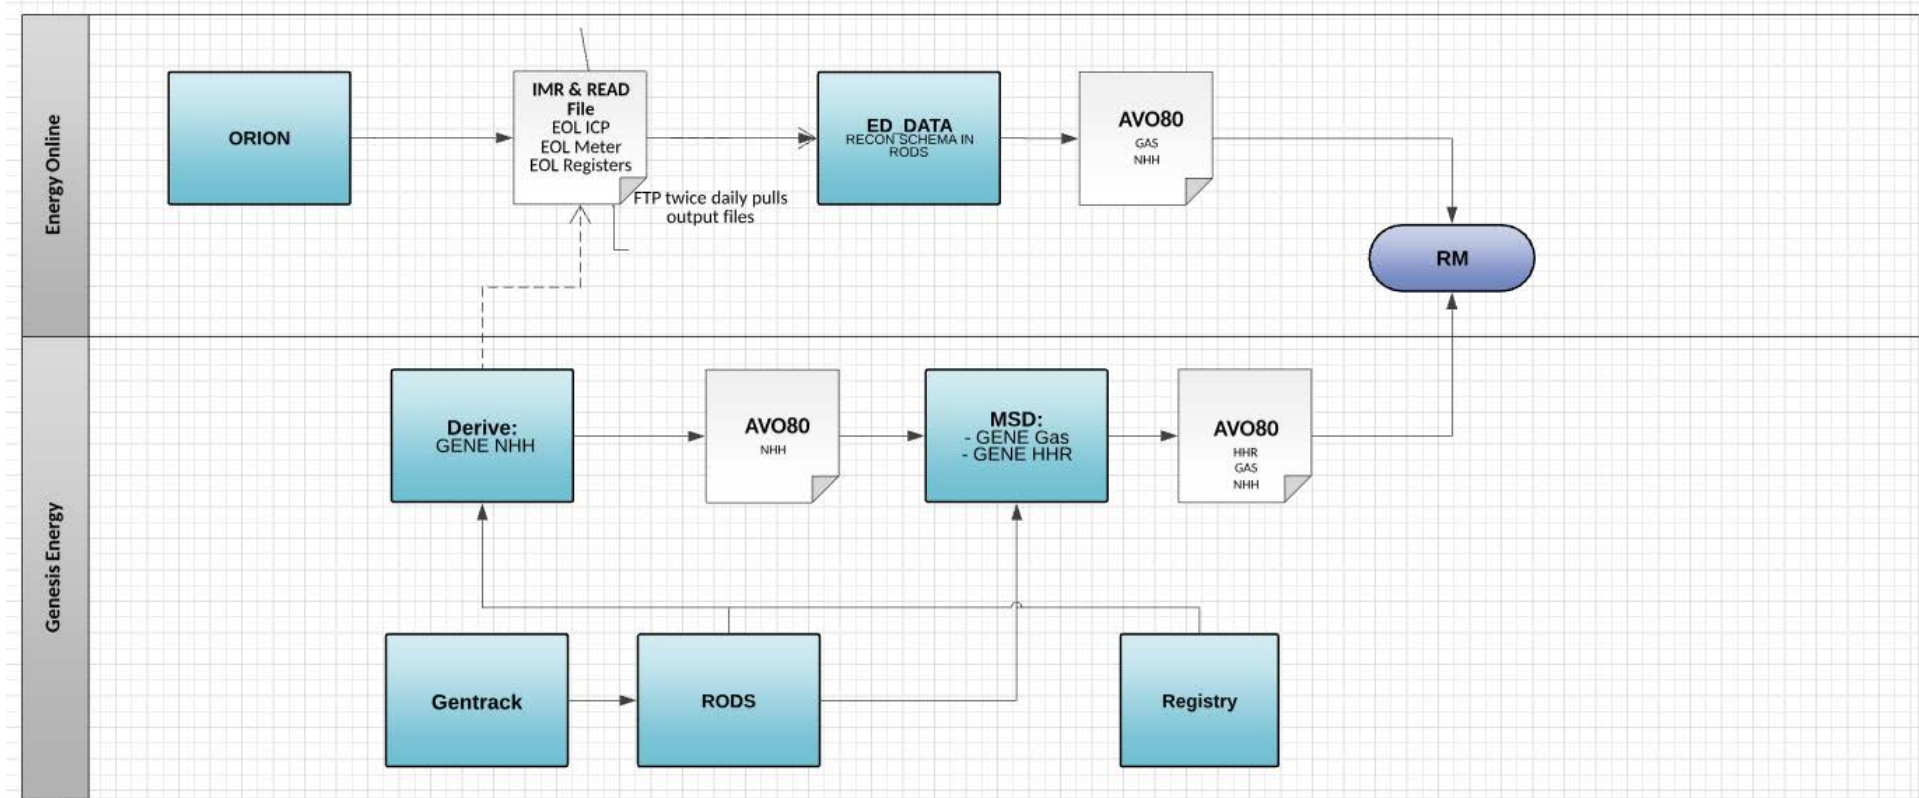 Energy Online
ORION
IMR & READ
File
EOL ICP
EOL Meter
EOL Registers
FTP twice daily pulls
output files
ED_DATA
RECON SCHEMA IN
RODS
AVO80
GAS
NHH
RM
Genesis Energy
Derive:
GENE NHH
AVO80
NHH
MSD:
- GENE Gas
- GENE HHR
AVO80
HHR
GAS
NHH
Gentrack
RODS
Registry